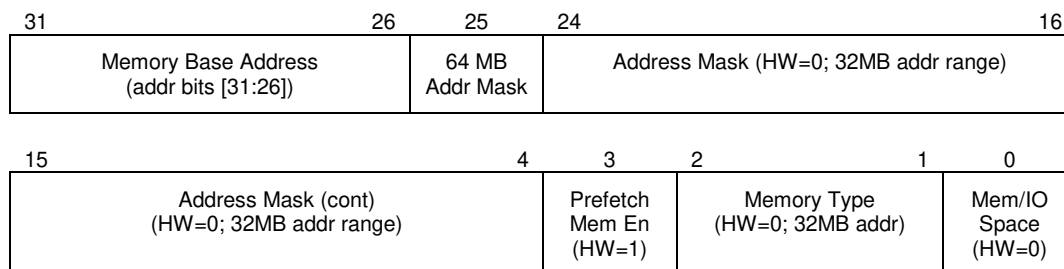 31 26 25 24 16
Memory Base Address 64 MB Address Mask (HW=0; 32MB addr range)
(addr bits [31:26]) Addr Mask
15 4 3 2 1 0
Address Mask (cont) Prefetch Memory Type Mem/IO
(HW=0; 32MB addr range) Mem En (HW=0; 32MB addr) Space
(HW=1) (HW=0)